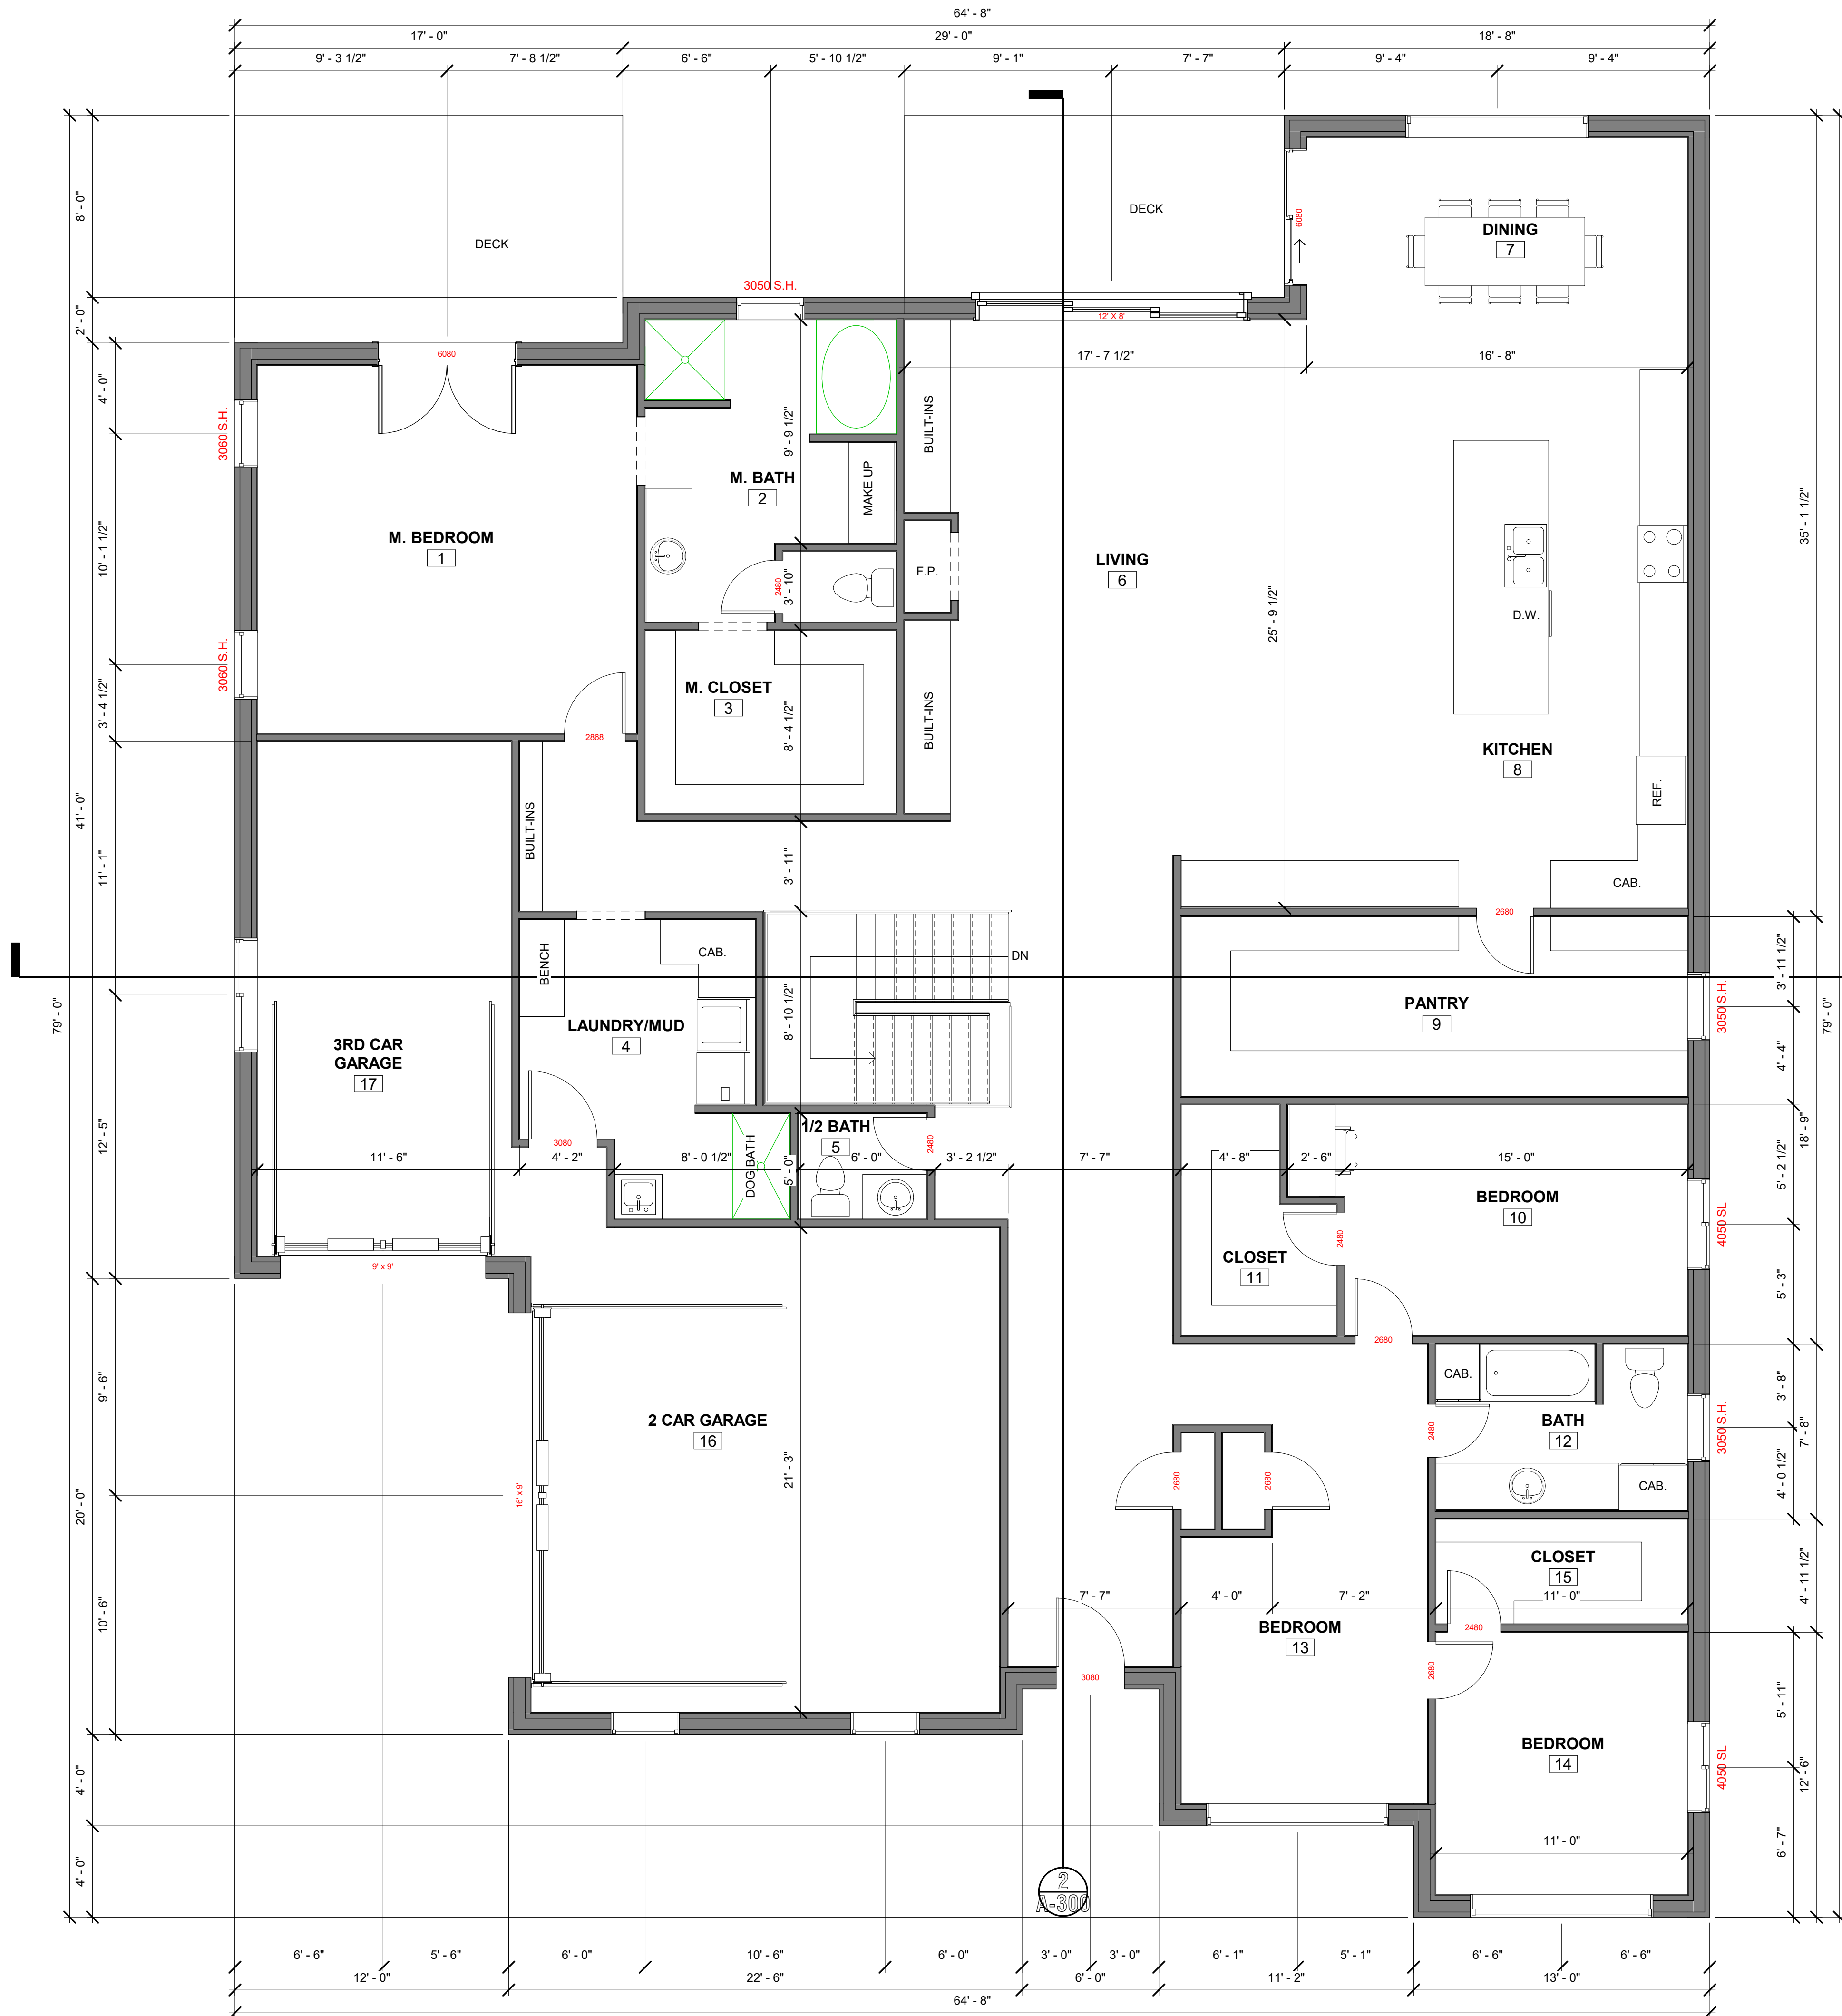 64' - 8"
17' - 0"
29' - 0"
18' - 8"
9' - 3 1/2"
7' - 8 1/2"
6' - 6"
5' - 10 1/2"
9' - 1"
7' - 7"
9' - 4"
9' - 4"
8' - 0"
DECK
DECK
6080
DINING
7
3050 S.H.
12' X 8'
2' - 0"
6080
17' - 7 1/2"
16' - 8"
4' - 0"
3060 S.H.
9' - 9 1/2"
BUILT-INS
M. BATH
2
MAKE UP
35' - 1 1/2"
M. BEDROOM
1
10' - 1 1/2"
LIVING
6
F.P.
2480
3' - 10"
25' - 9 1/2"
D.W.
3060 S.H.
3' - 4 1/2"
M. CLOSET
3
8' - 4 1/2"
BUILT-INS
2868
KITCHEN
8
REF.
41' - 0"
BUILT-INS
11' - 1"
3' - 11"
CAB.
2680
BENCH
CAB.
DN
3' - 11 1/2"
79' - 0"
79' - 0"
PANTRY
9
3050 S.H.
8' - 10 1/2"
LAUNDRY/MUD
4
3RD CAR
GARAGE
17
4' - 4"
12' - 5"
3080
1/2 BATH
5
2480
18' - 9"
11' - 6"
4' - 2"
8' - 0 1/2"
DOG BATH
5' - 0"
6' - 0"
3' - 2 1/2"
7' - 7"
4' - 8"
2' - 6"
15' - 0"
5' - 2 1/2"
BEDROOM
10
4050 SL
2480
CLOSET
11
9' x 9'
5' - 3"
2680
9' - 6"
CAB.
3' - 8"
2 CAR GARAGE
16
BATH
12
2480
3050 S.H.
7' - 8"
21' - 3"
2680
2680
CAB.
4' - 0 1/2"
16' x 9'
20' - 0"
CLOSET
15
4' - 11 1/2"
7' - 7"
4' - 0"
7' - 2"
11' - 0"
10' - 6"
BEDROOM
13
2480
2680
3080
5' - 11"
BEDROOM
14
4050 SL
12' - 6"
4' - 0"
11' - 0"
6' - 7"
4' - 0"
2
A-300
6' - 6"
5' - 6"
6' - 0"
10' - 6"
6' - 0"
3' - 0"
3' - 0"
6' - 1"
5' - 1"
6' - 6"
6' - 6"
12' - 0"
22' - 6"
6' - 0"
11' - 2"
13' - 0"
64' - 8"